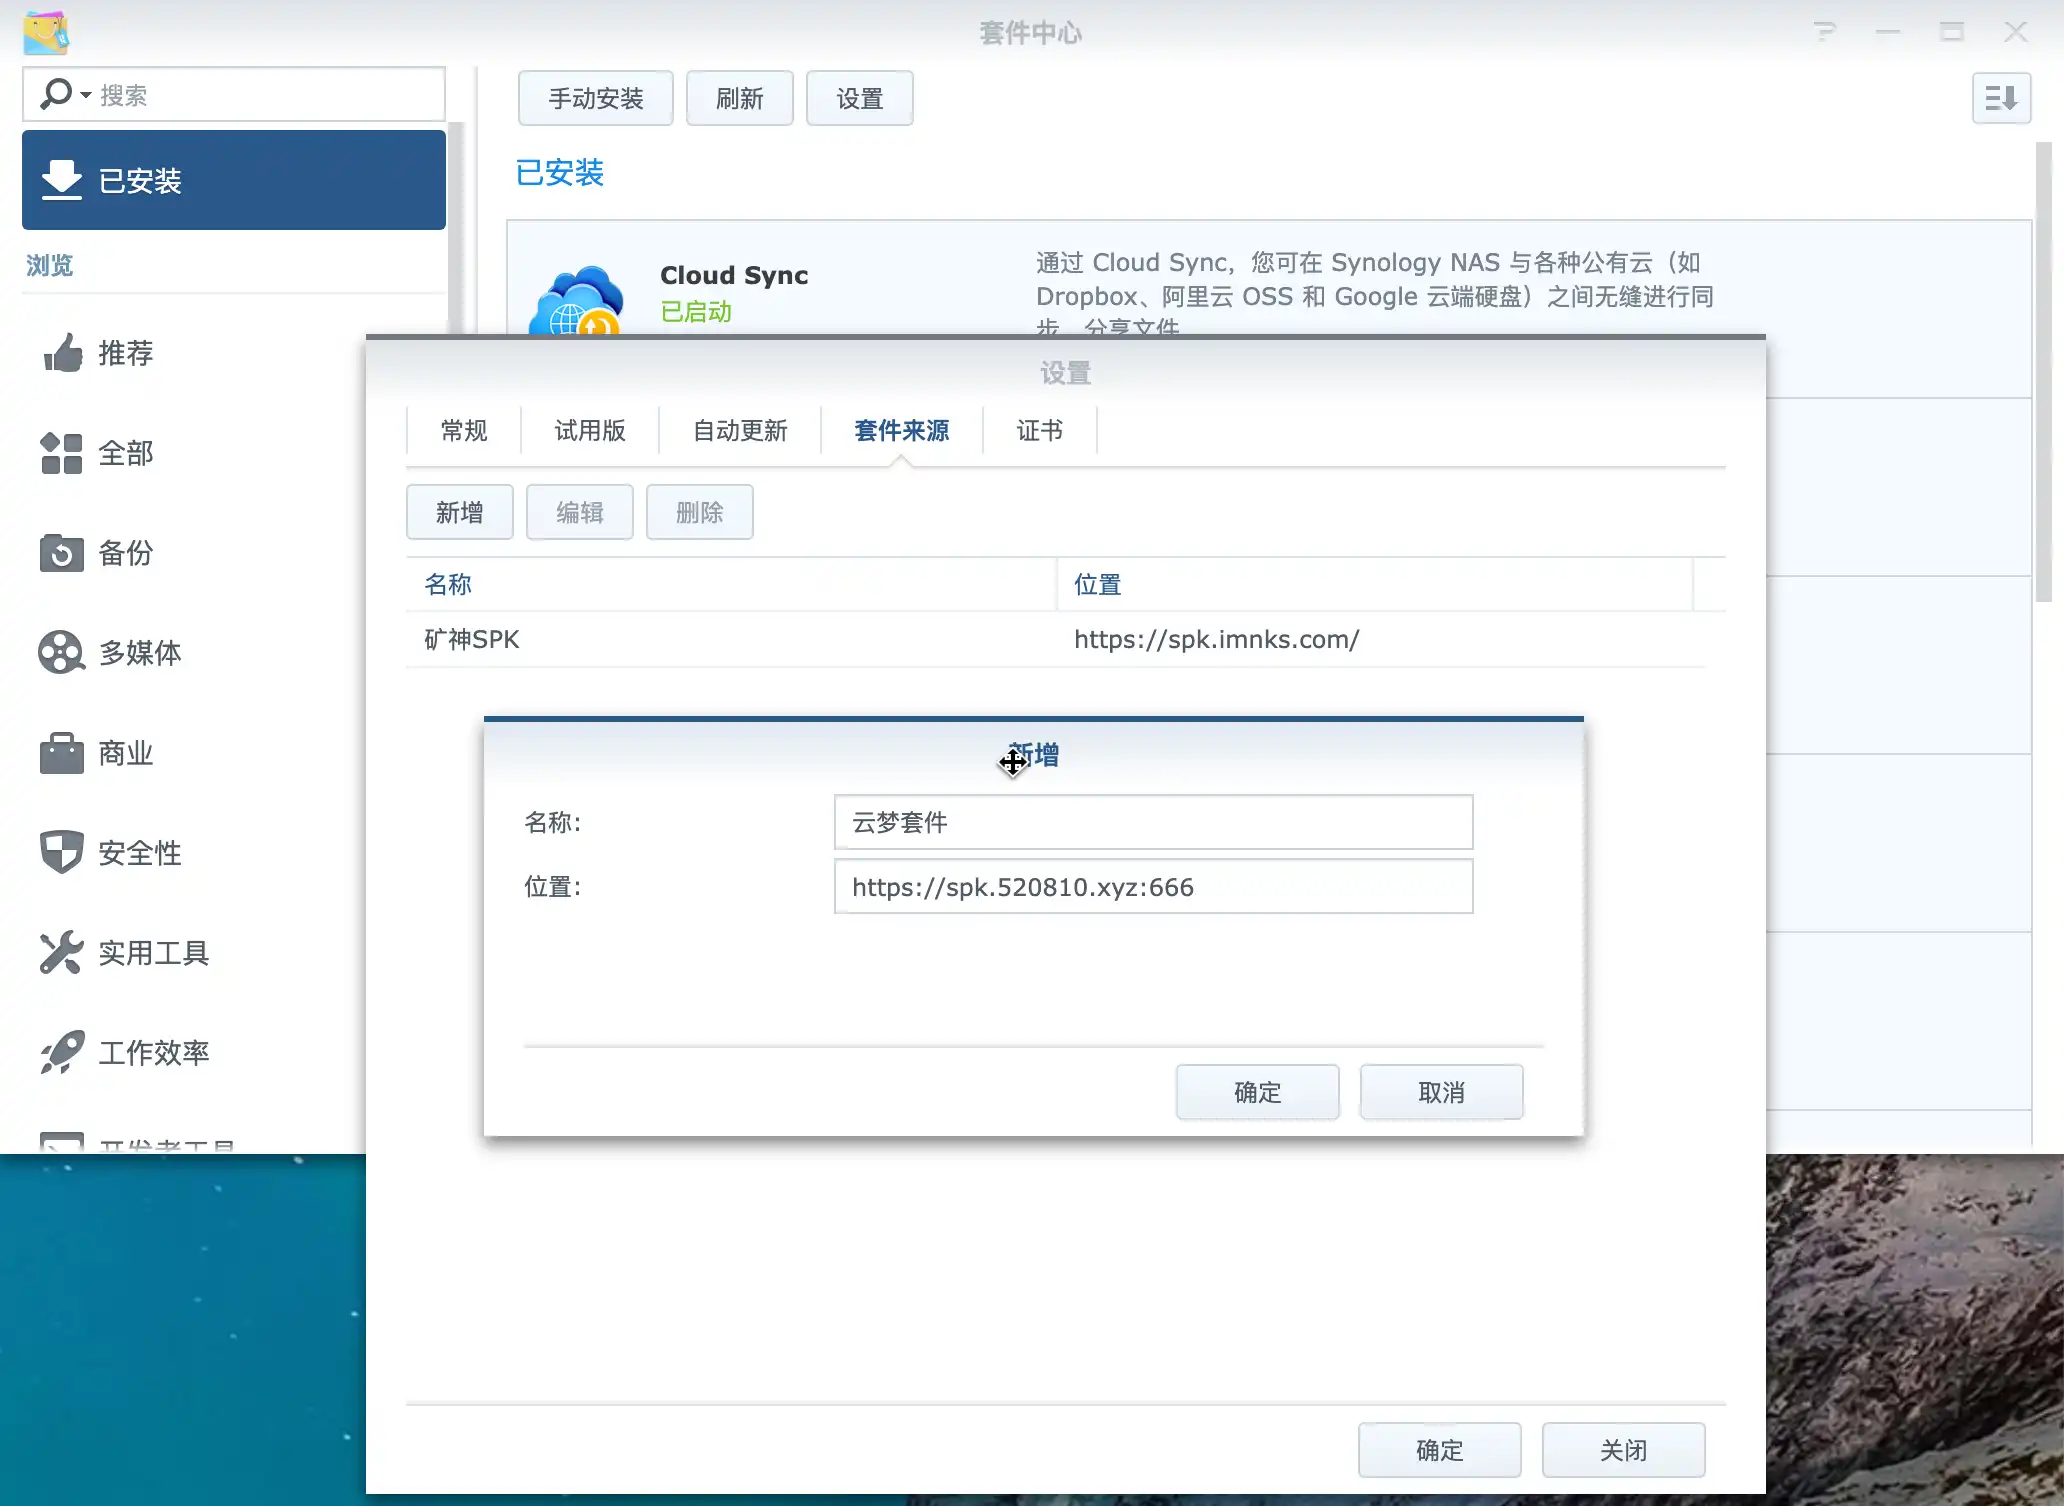 套件中心
搜索
手动安装
刷新
设置
已安装
已安装
浏览
推荐
全部
备份
多媒体
商业
安全性
实用工具
工作效率
开发者工具
Cloud Sync
已启动
通过 Cloud Sync，您可在 Synology NAS 与各种公有云（如
Dropbox、阿里云 OSS 和 Google 云端硬盘）之间无缝进行同
步、分享文件
设置
常规
试用版
自动更新
套件来源
证书
新增
编辑
删除
名称
位置
矿神SPK
https://spk.imnks.com/
新增
名称:
云梦套件
位置:
https://spk.520810.xyz:666
确定
取消
确定
关闭